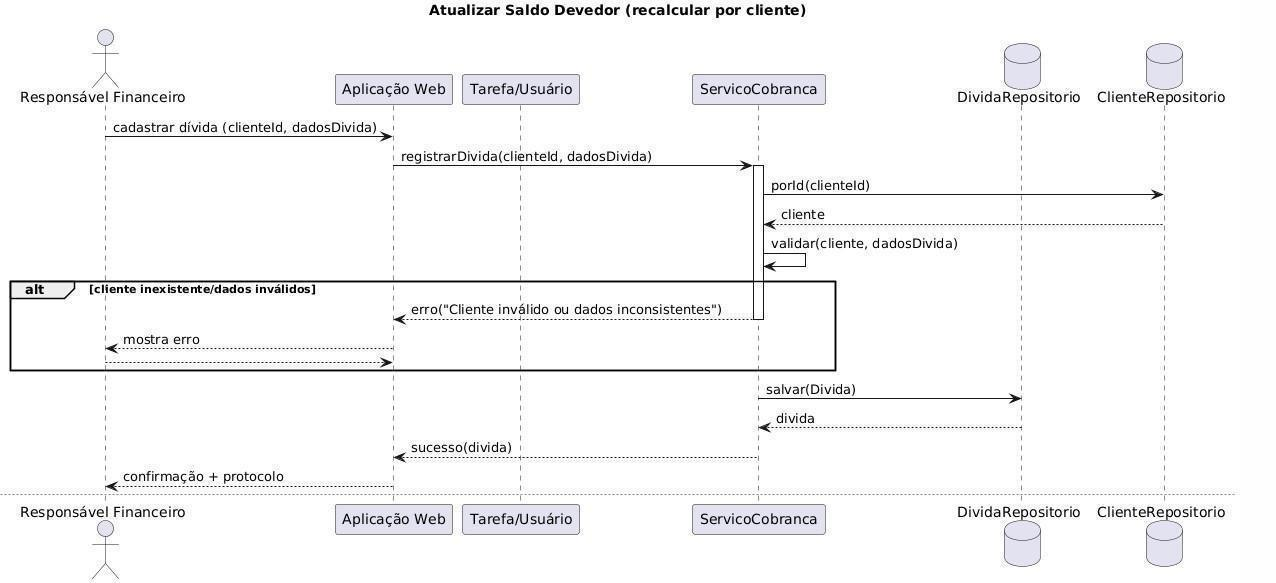 Atualizar Saldo Devedor (recalcular por cliente)
Responsável Financeiro
Aplicação Web
Tarefa/Usuário
ServicoCobranca
DividaRepositorio
ClienteRepositorio
cadastrar dívida (clienteId, dadosDivida)
registrarDivida(clienteId, dadosDivida)
porId(clienteId)
cliente
validar(cliente, dadosDivida)
alt
[cliente inexistente/dados inválidos]
erro("Cliente inválido ou dados inconsistentes")
mostra erro
salvar(Divida)
divida
sucesso(divida)
confirmação + protocolo
Responsável Financeiro
Aplicação Web
Tarefa/Usuário
ServicoCobranca
DividaRepositorio
ClienteRepositorio